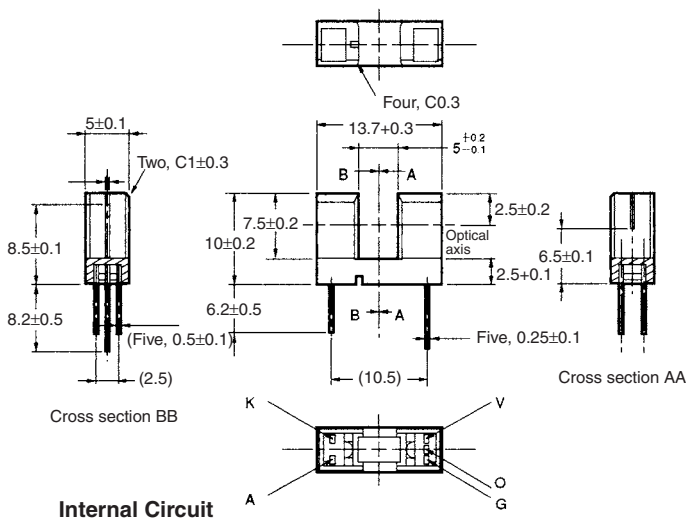 Four, C0.3
5±0.1
13.7+0.3
5 +0.2 −0.1
Two, C1±0.3
B A
8.5±0.1
7.5±0.2
10±0.2
2.5±0.2
Optical
axis
6.5±0.1
2.5+0.1
8.2±0.5
6.2±0.5
(Five, 0.5±0.1)
B A
Five, 0.25±0.1
(2.5)
(10.5)
Cross section AA
Cross section BB
K V
O
A G
Internal Circuit